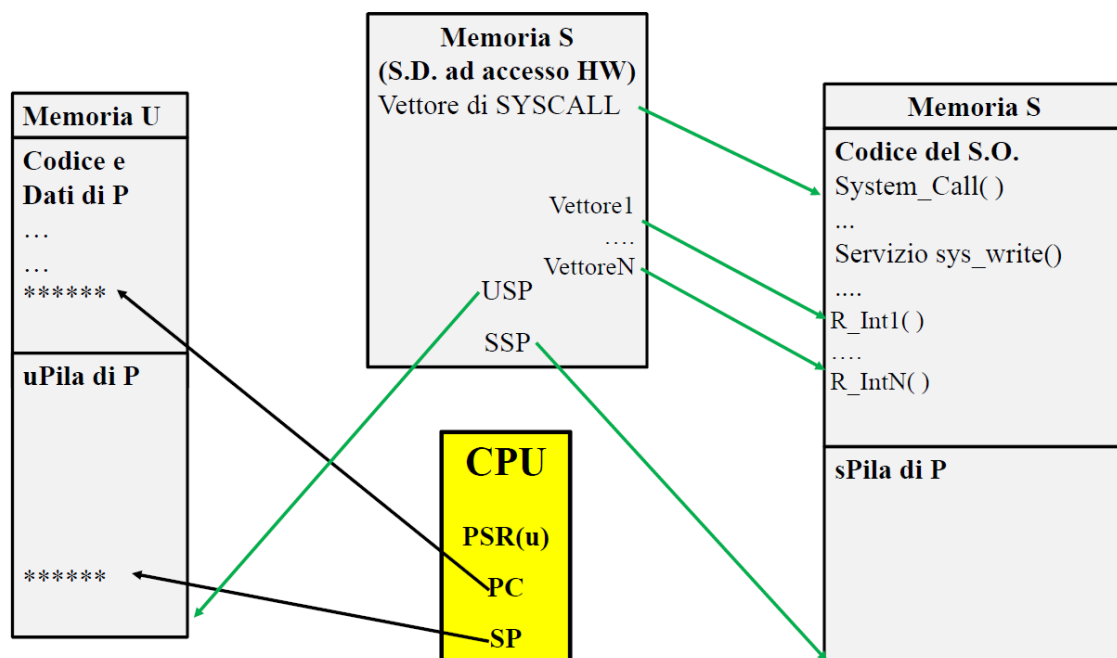 Memoria U
Codice e
Dati di P
…
…
******
uPila di P
******
Memoria S
(S.D. ad accesso HW)
Vettore di SYSCALL
Vettore1
….
VettoreN
USP
SSP
CPU
PSR(u)
PC
SP
Memoria S
Codice del S.O.
System_Call( )
...
Servizio sys_write()
....
R_Int1( )
….
R_IntN( )
sPila di P